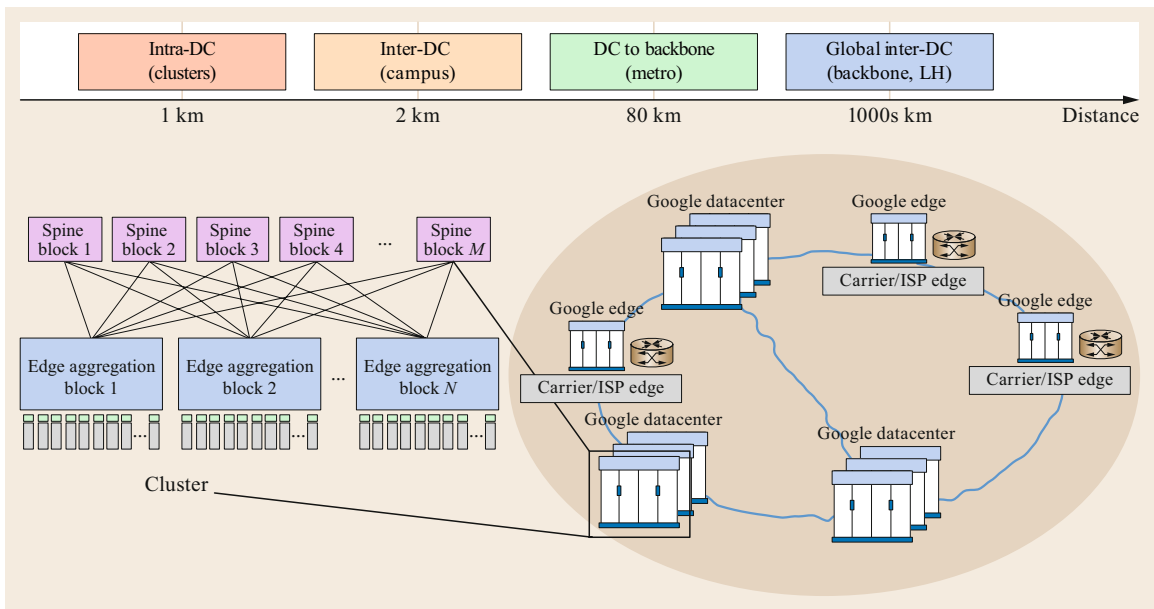 Intra-DC
(clusters)
Inter-DC
(campus)
DC to backbone
(metro)
Global inter-DC
(backbone, LH)
1 km
2 km
80 km
1000s km
Distance
Spine
block 1
Spine
block 2
Spine
block 3
Spine
block 4
...
Spine
block M
Edge aggregation
block 1
Edge aggregation
block 2
...
Edge aggregation
block N
...
...
...
Cluster
Google datacenter
Google edge
Carrier/ISP edge
Google edge
Carrier/ISP edge
Google edge
Carrier/ISP edge
Google datacenter
Google datacenter